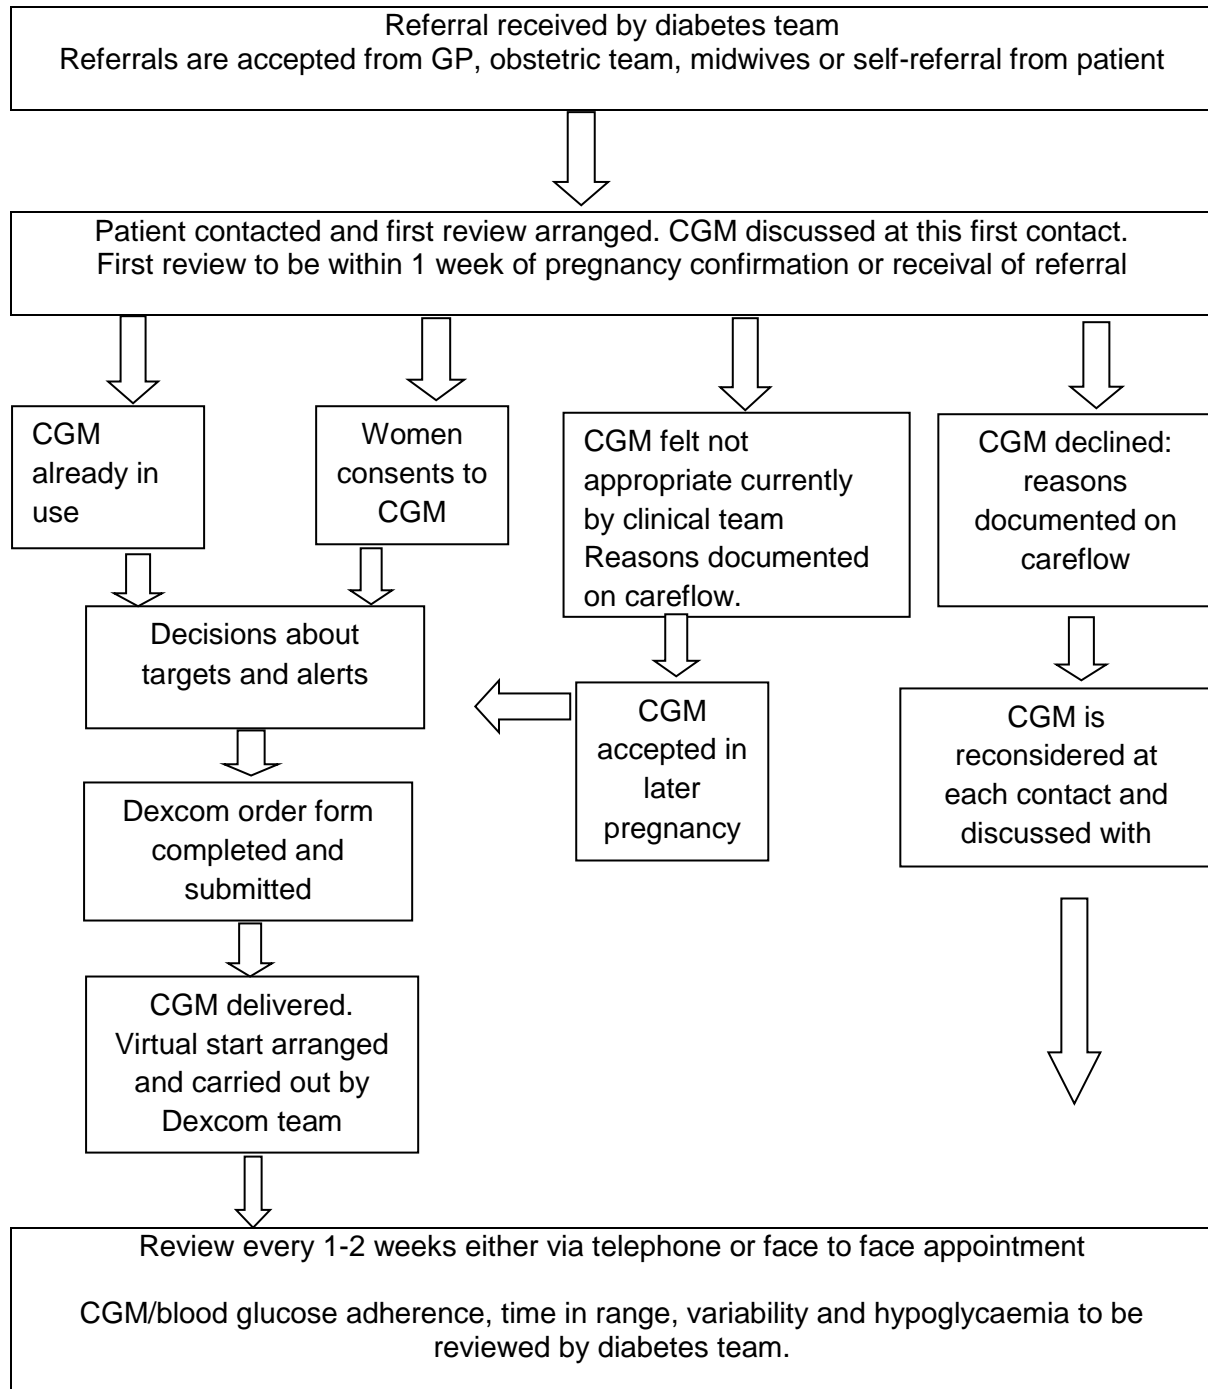 Referral received by diabetes team
Referrals are accepted from GP, obstetric team, midwives or self-referral from patient
Patient contacted and first review arranged. CGM discussed at this first contact.
First review to be within 1 week of pregnancy confirmation or receival of referral
CGM
already in
use
Women
consents to
CGM
CGM felt not
appropriate currently
by clinical team
Reasons documented
on careflow.
CGM declined:
reasons
documented on
careflow
Decisions about
targets and alerts
CGM
accepted in
later
pregnancy
CGM is
reconsidered at
each contact and
discussed with
Dexcom order form
completed and
submitted
CGM delivered.
Virtual start arranged
and carried out by
Dexcom team
Review every 1-2 weeks either via telephone or face to face appointment
CGM/blood glucose adherence, time in range, variability and hypoglycaemia to be
reviewed by diabetes team.